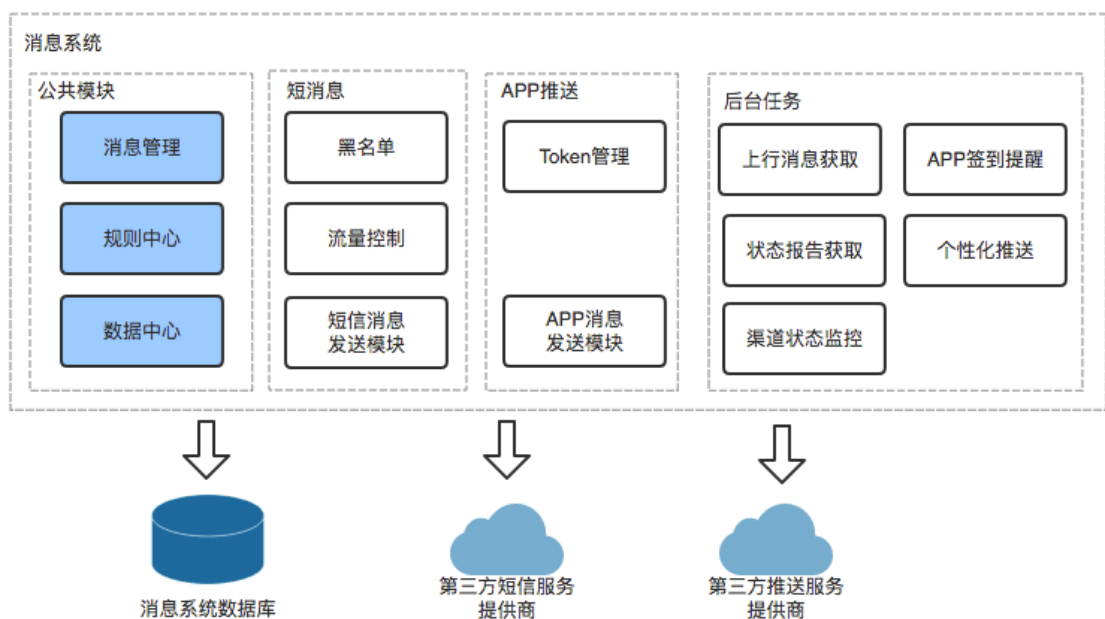 消息系统
公共模块
消息管理
规则中心
数据中心
短消息
黑名单
流量控制
短信消息
发送模块
APP推送
Token管理
APP消息
发送模块
后台任务
上行消息获取
APP签到提醒
状态报告获取
个性化推送
渠道状态监控
消息系统数据库
第三方短信服务
提供商
第三方推送服务
提供商